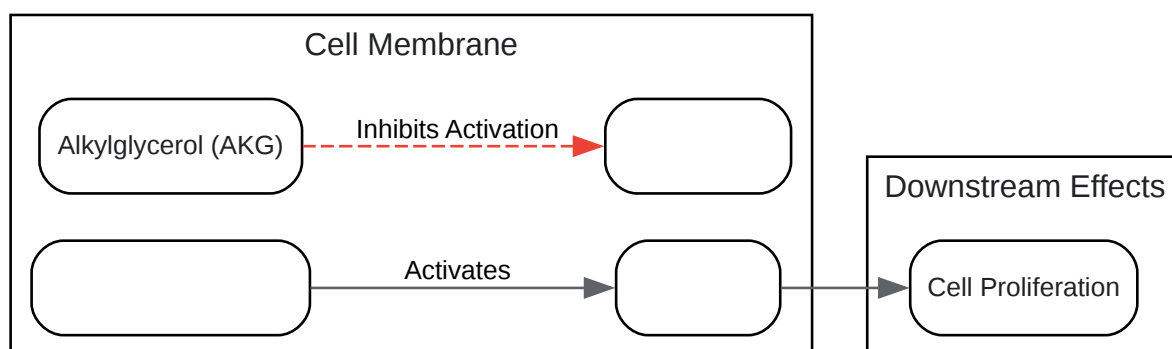 Cell Membrane
Alkylglycerol (AKG)
Inhibits Activation
Downstream Effects
Activates
Cell Proliferation